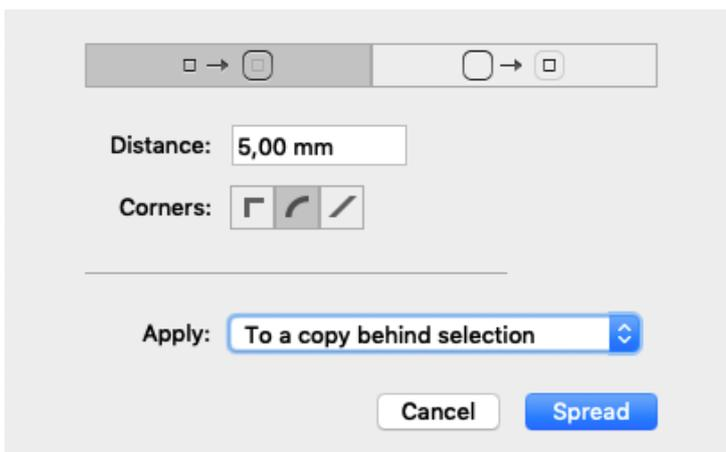 Distance: 5,00 mm
Corners:
Apply: To a copy behind selection
Cancel Spread